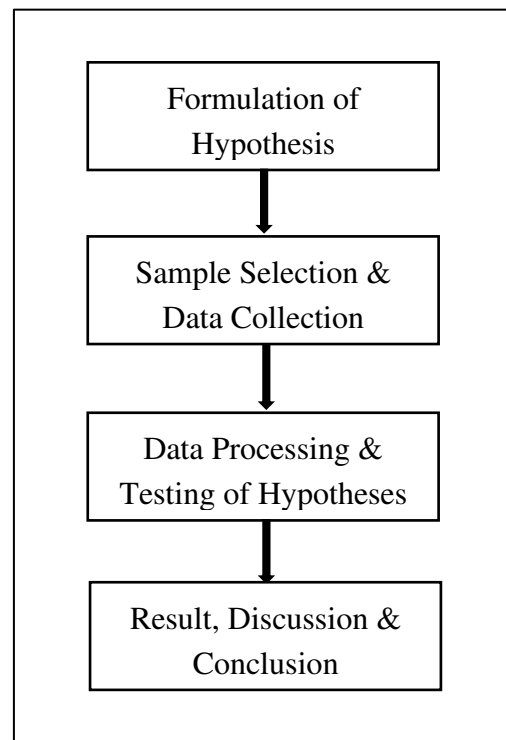 Formulation of
Hypothesis
Sample Selection &
Data Collection
Data Processing &
Testing of Hypotheses
Result, Discussion &
Conclusion